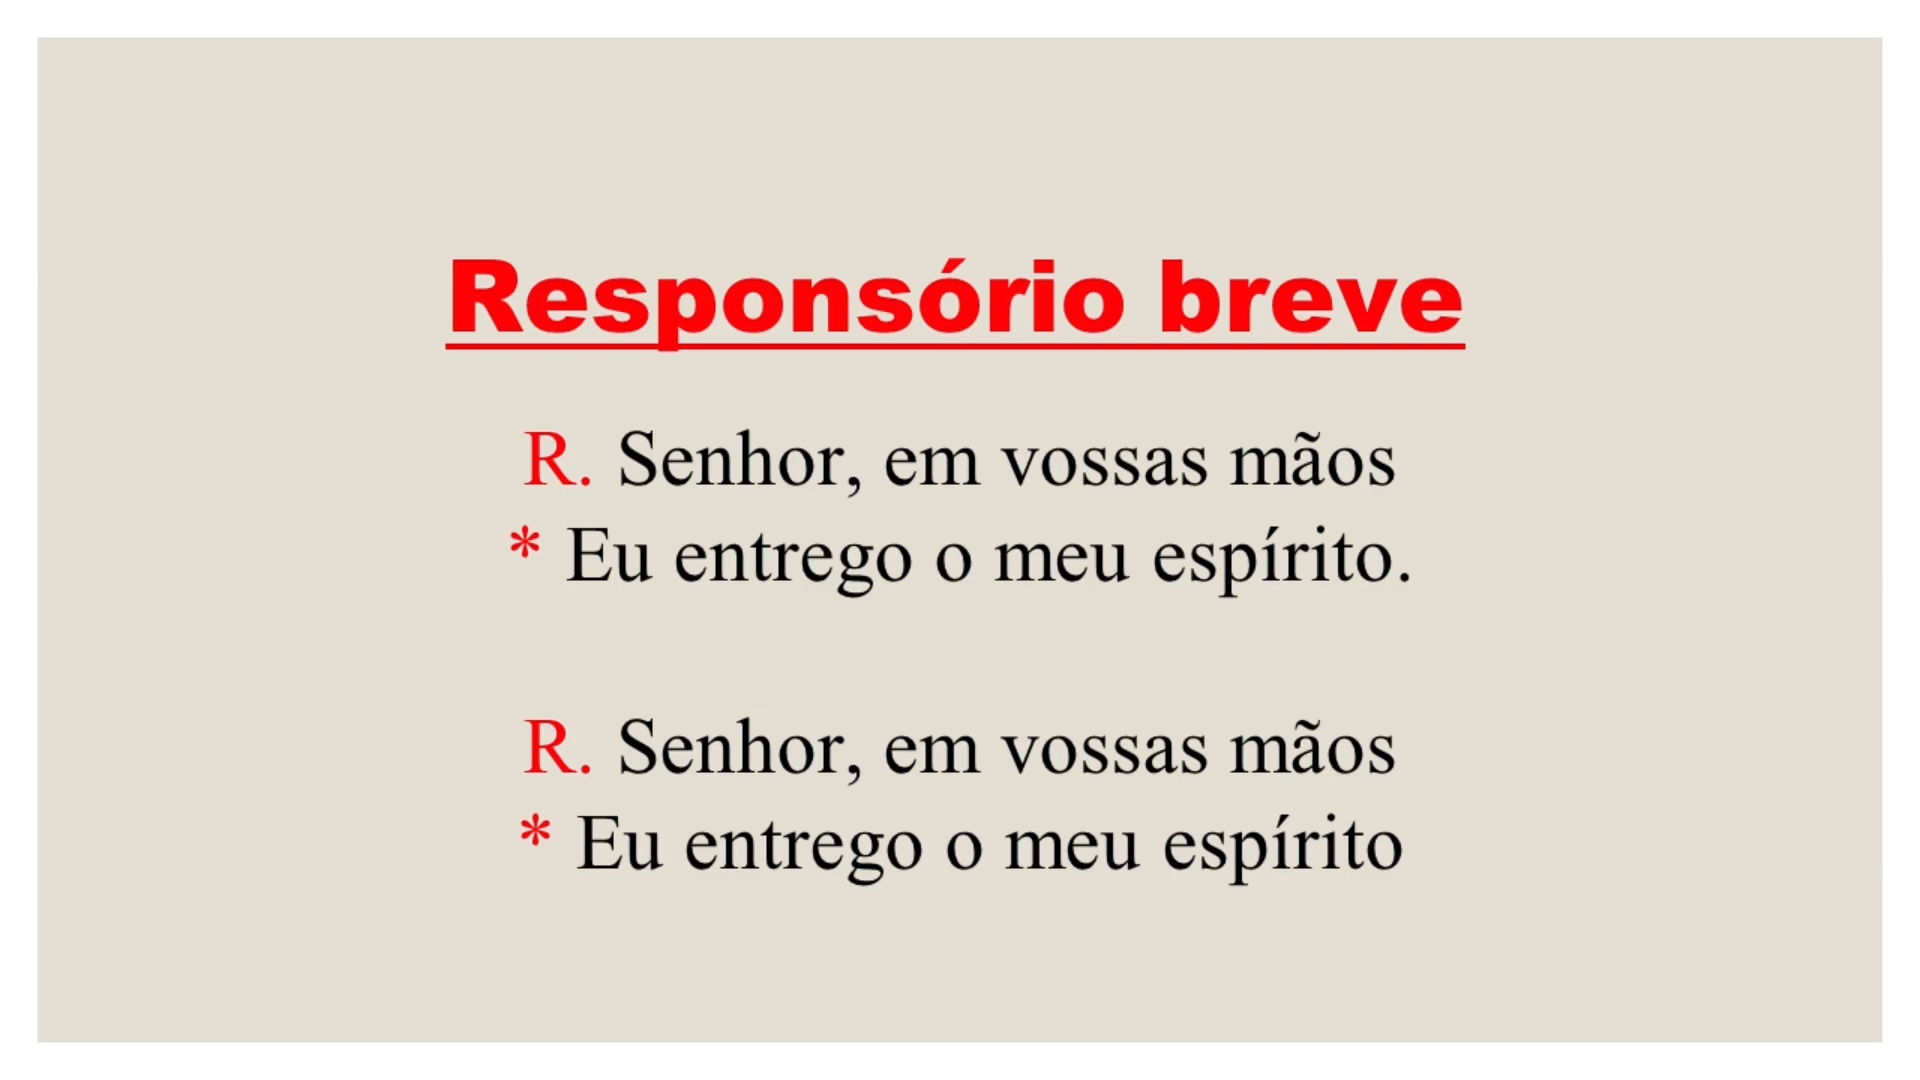 Responsório breve
R. Senhor, em vossas mãos
* Eu entrego o meu espírito.
R. Senhor, em vossas mãos
* Eu entrego o meu espírito